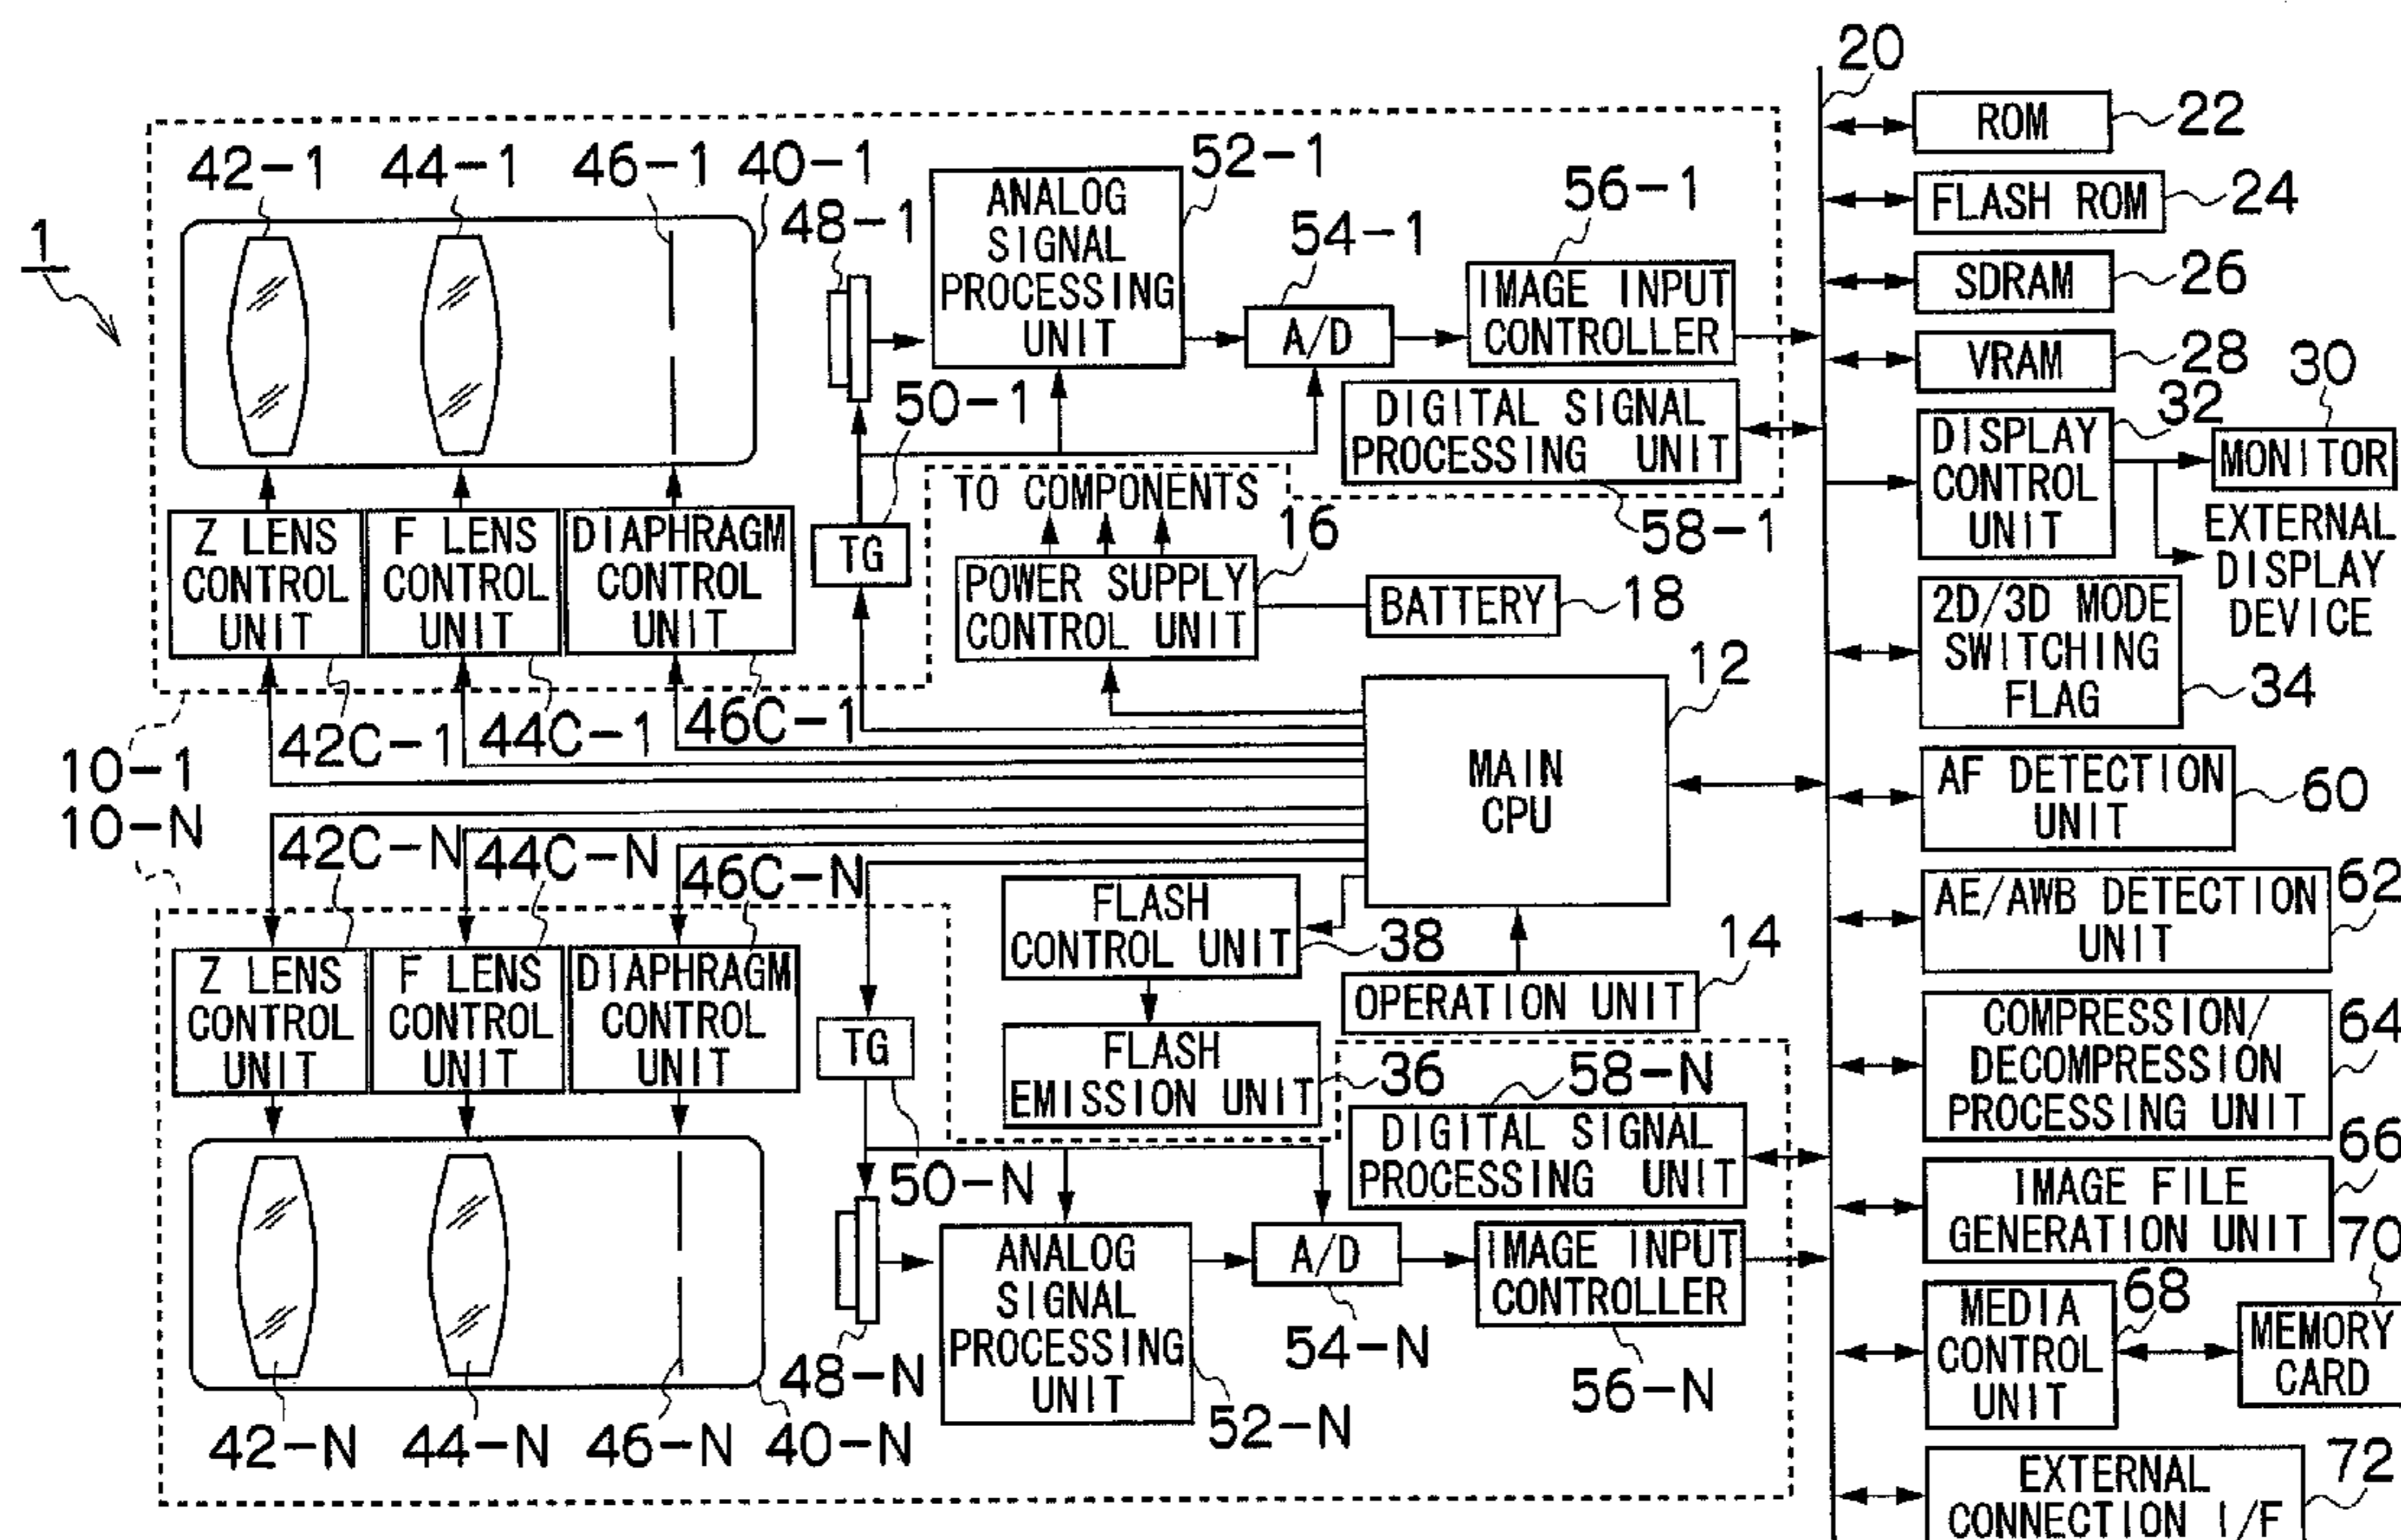 20
ROM
22
FLASH ROM
24
SDRAM
26
VRAM
28
30
32
DISPLAY
CONTROL
UNIT
MONITOR
EXTERNAL
DISPLAY
DEVICE
2D/3D MODE
SWITCHING
FLAG
34
AF DETECTION
UNIT
60
AE/AWB DETECTION
UNIT
62
COMPRESSION/
DECOMPRESSION
PROCESSING UNIT
64
IMAGE FILE
GENERATION UNIT
66
MEDIA
CONTROL
UNIT
68
70
MEMORY
CARD
EXTERNAL
CONNECTION I/F
72
1
42-1
44-1
46-1
40-1
48-1
ANALOG
SIGNAL
PROCESSING
UNIT
52-1
54-1
A/D
56-1
IMAGE INPUT
CONTROLLER
DIGITAL SIGNAL
PROCESSING UNIT
58-1
50-1
TG
Z LENS
CONTROL
UNIT
F LENS
CONTROL
UNIT
DIAPHRAGM
CONTROL
UNIT
TO COMPONENTS
POWER SUPPLY
CONTROL UNIT
16
BATTERY
18
12
MAIN
CPU
10-1
42C-1
44C-1
46C-1
10-N
42C-N
44C-N
46C-N
FLASH
CONTROL UNIT
38
14
OPERATION UNIT
Z LENS
CONTROL
UNIT
F LENS
CONTROL
UNIT
DIAPHRAGM
CONTROL
UNIT
TG
FLASH
EMISSION UNIT
36
58-N
DIGITAL SIGNAL
PROCESSING UNIT
50-N
ANALOG
SIGNAL
PROCESSING
UNIT
A/D
IMAGE INPUT
CONTROLLER
48-N
52-N
54-N
56-N
42-N
44-N
46-N
40-N